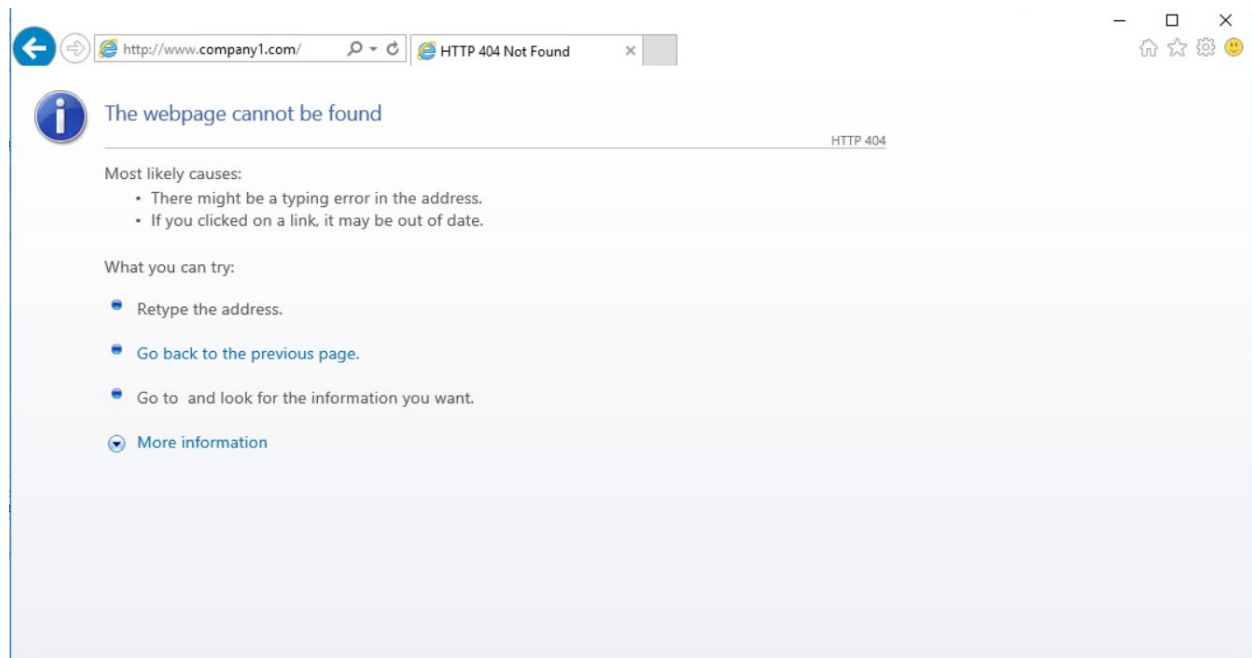 http://www.company1.com/
HTTP 404 Not Found
The webpage cannot be found
HTTP 404
Most likely causes:
• There might be a typing error in the address.
• If you clicked on a link, it may be out of date.
What you can try:
Retype the address.
Go back to the previous page.
Go to  and look for the information you want.
More information